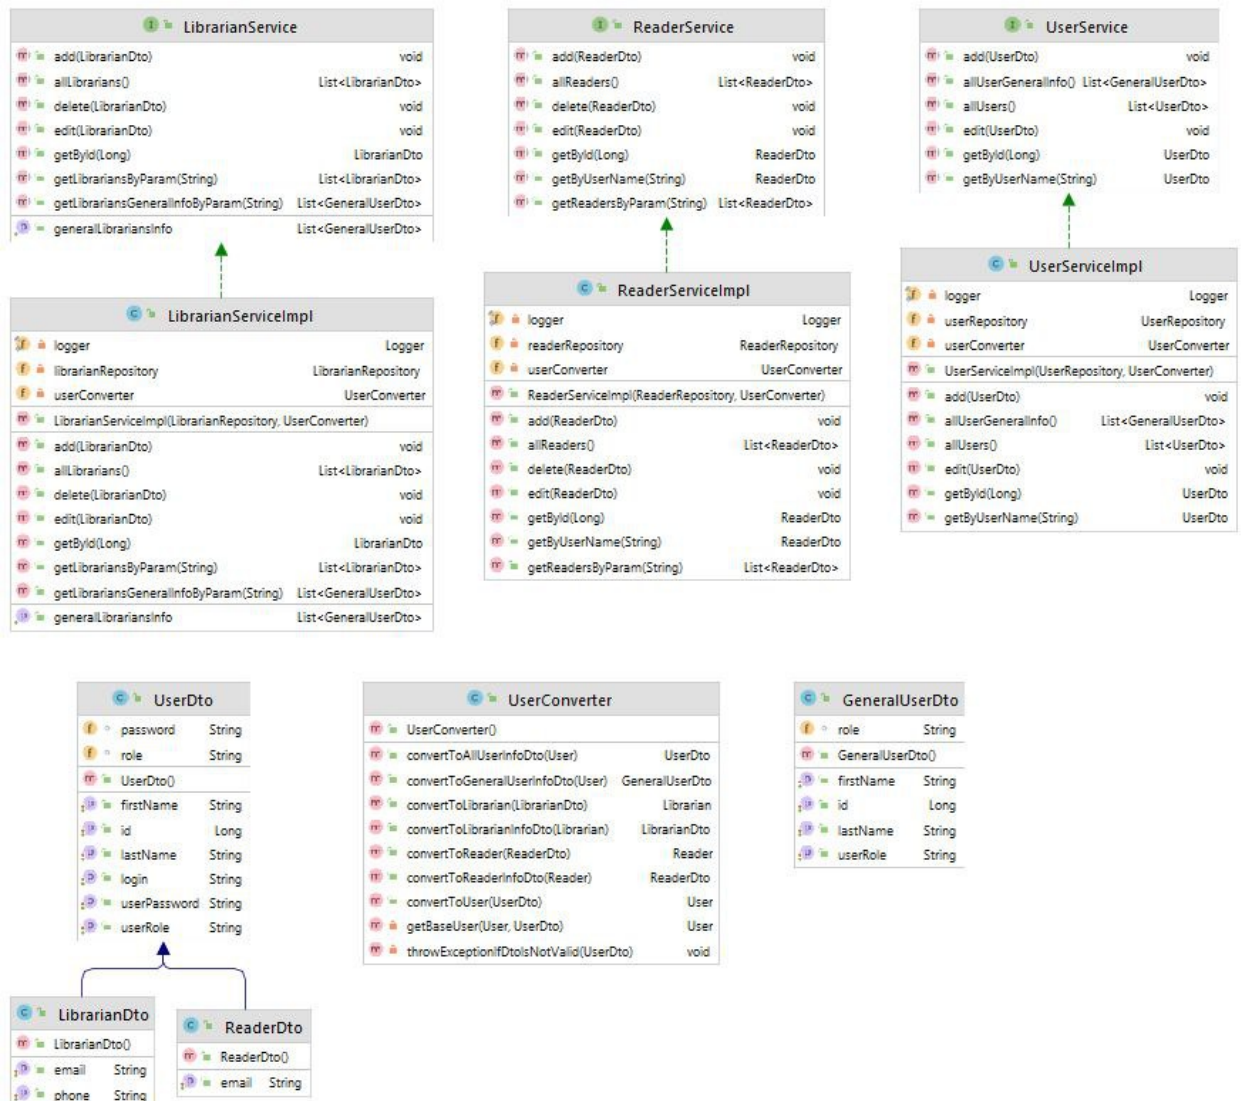 LibrarianService
add(LibrarianDto) void
allLibrarians() List<LibrarianDto>
delete(LibrarianDto) void
edit(LibrarianDto) void
getById(Long) LibrarianDto
getLibrariansByParam(String) List<LibrarianDto>
getLibrariansGeneralInfoByParam(String) List<GeneralUserDto>
generalLibrariansInfo List<GeneralUserDto>
ReaderService
add(ReaderDto) void
allReaders() List<ReaderDto>
delete(ReaderDto) void
edit(ReaderDto) void
getById(Long) ReaderDto
getByUserName(String) ReaderDto
getReadersByParam(String) List<ReaderDto>
UserService
add(UserDto) void
allUserGeneralInfo() List<GeneralUserDto>
allUsers() List<UserDto>
edit(UserDto) void
getById(Long) UserDto
getByUserName(String) UserDto
LibrarianServiceImpl
logger Logger
librarianRepository LibrarianRepository
userConverter UserConverter
LibrarianServiceImpl(LibrarianRepository, UserConverter)
add(LibrarianDto) void
allLibrarians() List<LibrarianDto>
delete(LibrarianDto) void
edit(LibrarianDto) void
getById(Long) LibrarianDto
getLibrariansByParam(String) List<LibrarianDto>
getLibrariansGeneralInfoByParam(String) List<GeneralUserDto>
generalLibrariansInfo List<GeneralUserDto>
ReaderServiceImpl
logger Logger
readerRepository ReaderRepository
userConverter UserConverter
ReaderServiceImpl(ReaderRepository, UserConverter)
add(ReaderDto) void
allReaders() List<ReaderDto>
delete(ReaderDto) void
edit(ReaderDto) void
getById(Long) ReaderDto
getByUserName(String) ReaderDto
getReadersByParam(String) List<ReaderDto>
UserServiceImpl
logger Logger
userRepository UserRepository
userConverter UserConverter
UserServiceImpl(UserRepository, UserConverter)
add(UserDto) void
allUserGeneralInfo() List<GeneralUserDto>
allUsers() List<UserDto>
edit(UserDto) void
getById(Long) UserDto
getByUserName(String) UserDto
UserDto
password String
role String
UserDto()
firstName String
id Long
lastName String
login String
userPassword String
userRole String
UserConverter
UserConverter()
convertToAllUserInfoDto(User) UserDto
convertToGeneralUserInfoDto(User) GeneralUserDto
convertToLibrarian(LibrarianDto) Librarian
convertToLibrarianInfoDto(Librarian) LibrarianDto
convertToReader(ReaderDto) Reader
convertToReaderInfoDto(Reader) ReaderDto
convertToUser(UserDto) User
getBaseUser(User, UserDto) User
throwExceptionIfDtoIsNotValid(UserDto) void
GeneralUserDto
role String
GeneralUserDto()
firstName String
id Long
lastName String
userRole String
LibrarianDto
LibrarianDto()
email String
phone String
ReaderDto
ReaderDto()
email String